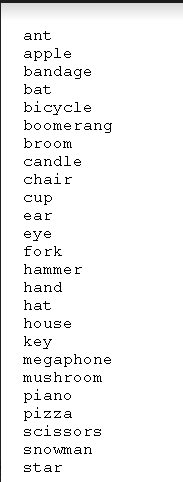 ant
apple
bandage
bat
bicycle
boomerang
broom
candle
chair
cup
ear
eye
fork
hammer
hand
hat
house
key
megaphone
mushroom
piano
pizza
scissors
snowman
star